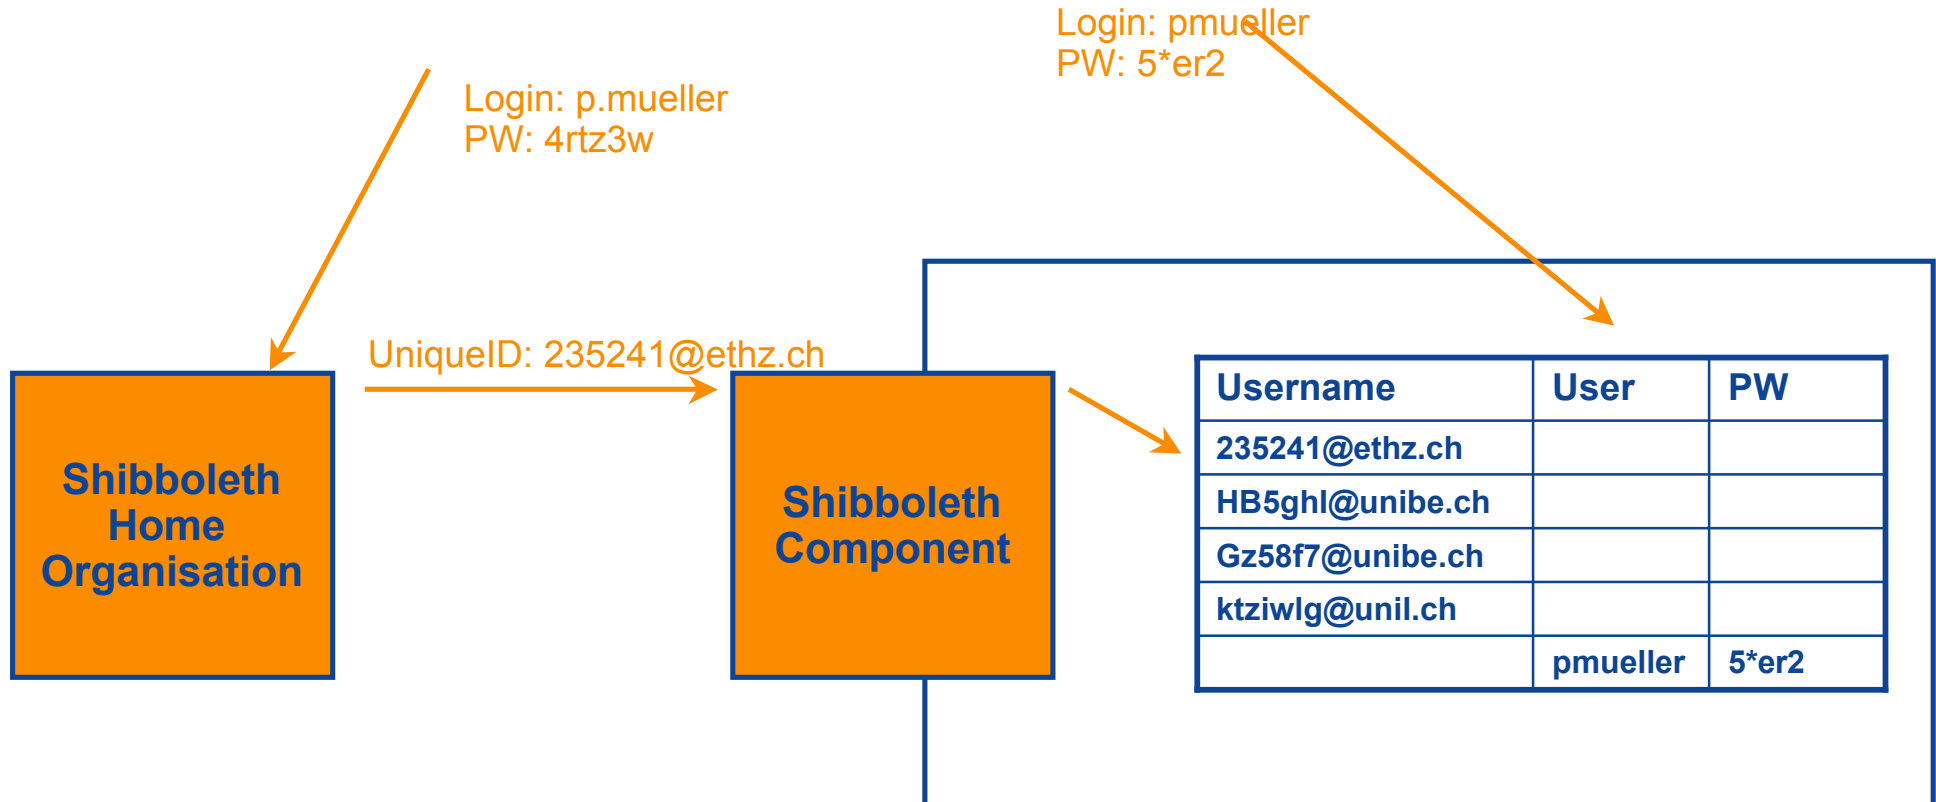 Login: pmueller
PW: 5*er2
Login: p.mueller
PW: 4rtz3w
UniqueID: 235241@ethz.ch
Shibboleth
Home
Organisation
Shibboleth
Component
Username User PW
235241@ethz.ch
HB5ghl@unibe.ch
Gz58f7@unibe.ch
ktziwlg@unil.ch
pmueller 5*er2